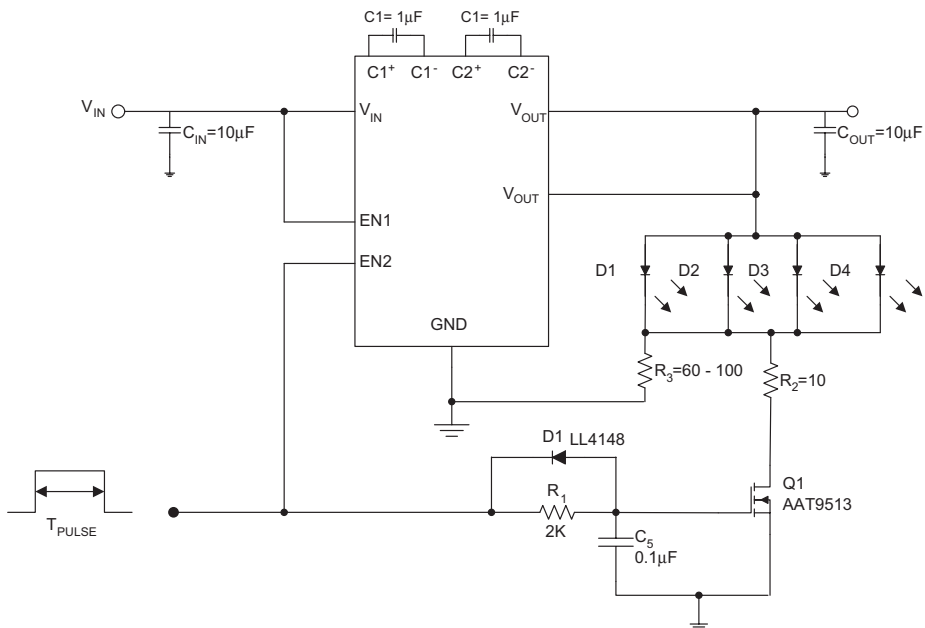 C1= 1µF
C1= 1µF
C1+
C1-
C2+
C2-
VIN
VIN
VOUT
CIN=10µF
COUT=10µF
VOUT
EN1
EN2
D1
D2
D3
D4
GND
R3=60 - 100
R2=10
D1 LL4148
Q1
AAT9513
R1
2K
C5
0.1µF
TPULSE